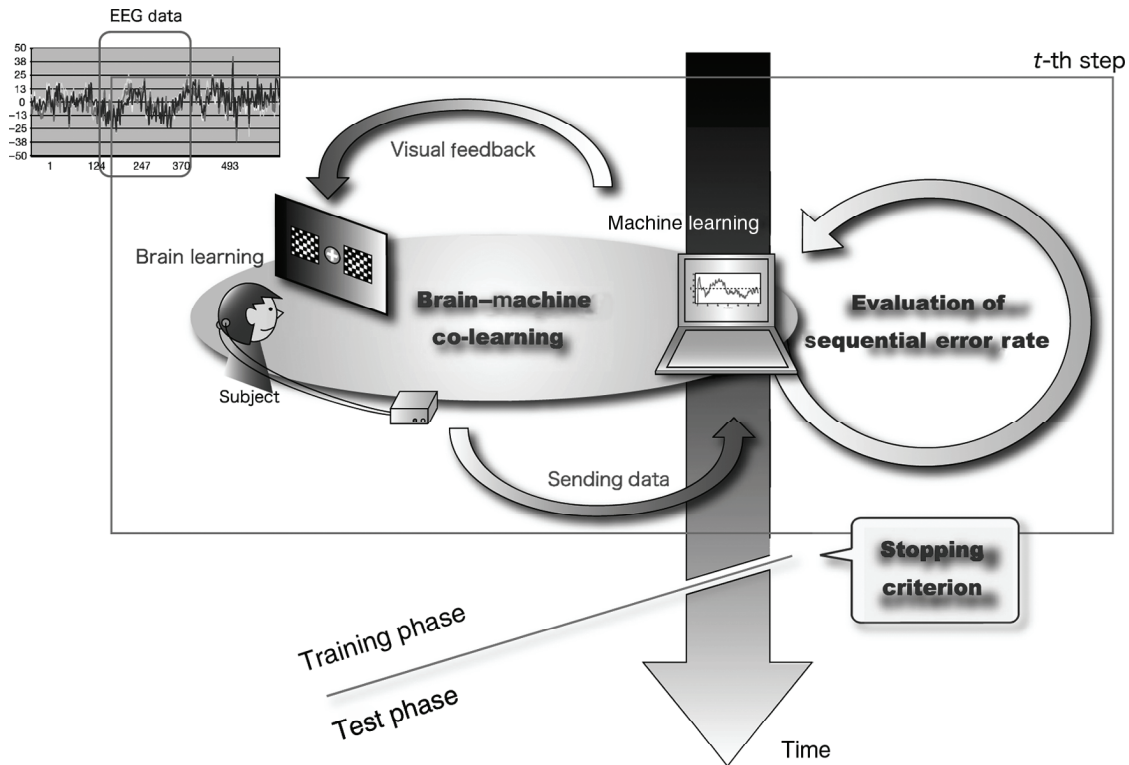 EEG data
50
38
25
13
0
−13
−25
−38
−50
1 124 247 370 493
t-th step
Visual feedback
Machine learning
Brain learning
Brain–machine
co-learning
Evaluation of
sequential error rate
Subject
Sending data
Stopping
criterion
Training phase
Test phase
Time